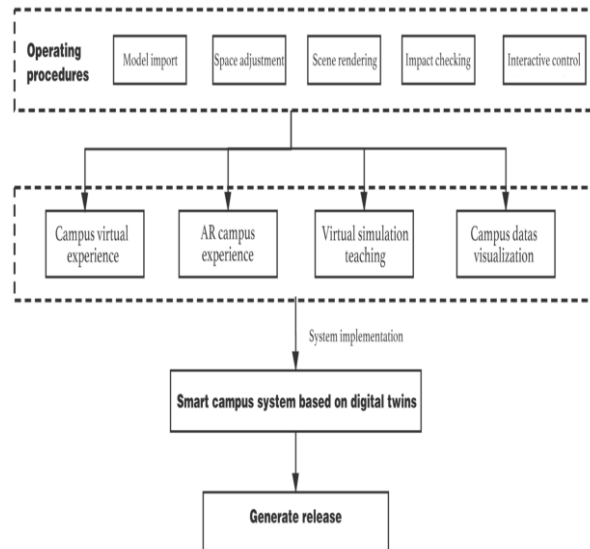 Operating
procedures
Model import
Space adjustment
Scene rendering
Impact checking
Interactive control
Campus virtual
experience
AR campus
experience
Virtual simulation
teaching
Campus datas
visualization
System implementation
Smart campus system based on digital twins
Generate release